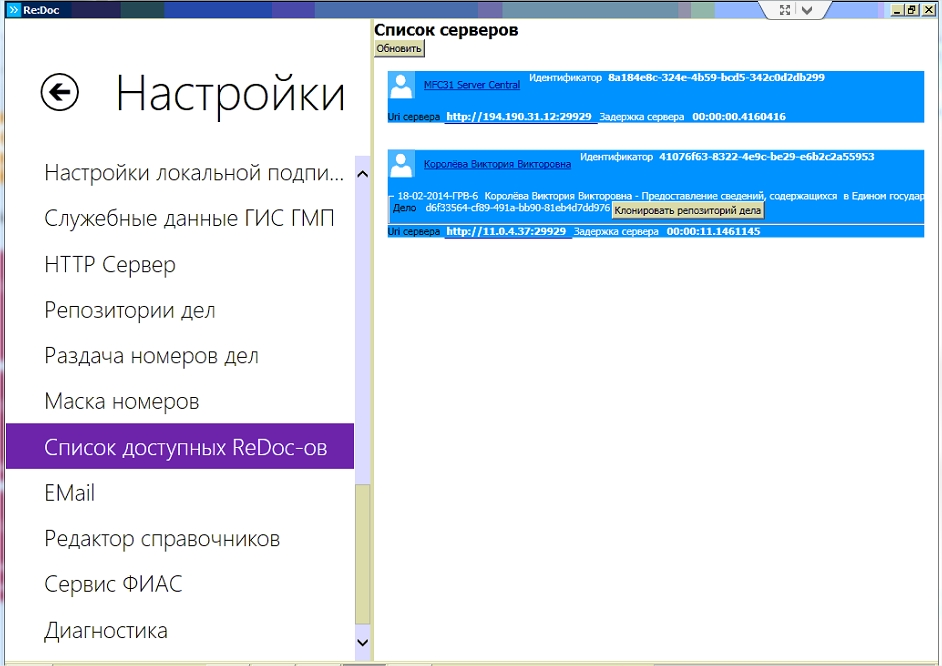 Re:Doc
Настройки
Настройки локальной подпи...
Служебные данные ГИС ГМП
HTTP Сервер
Репозитории дел
Раздача номеров дел
Маска номеров
Список доступных ReDoc-ов
EMail
Редактор справочников
Сервис ФИАС
Диагностика
Список серверов
Обновить
MFC31 Server Central Идентификатор 8a184e8c-324e-4b59-bcd5-342c0d2db299
Uri сервера http://194.190.31.12:29929 Задержка сервера 00:00:00.4160416
Королёва Виктория Викторовна Идентификатор 41076f63-8322-4e9c-be29-e6b2c2a55953
– 18-02-2014-ГРВ-6 Королёва Виктория Викторовна - Предоставление сведений, содержащихся в Едином государ
Дело d6f33564-cf89-491a-bb90-81eb4d7dd976 Клонировать репозиторий дела
Uri сервера http://11.0.4.37:29929 Задержка сервера 00:00:11.1461145